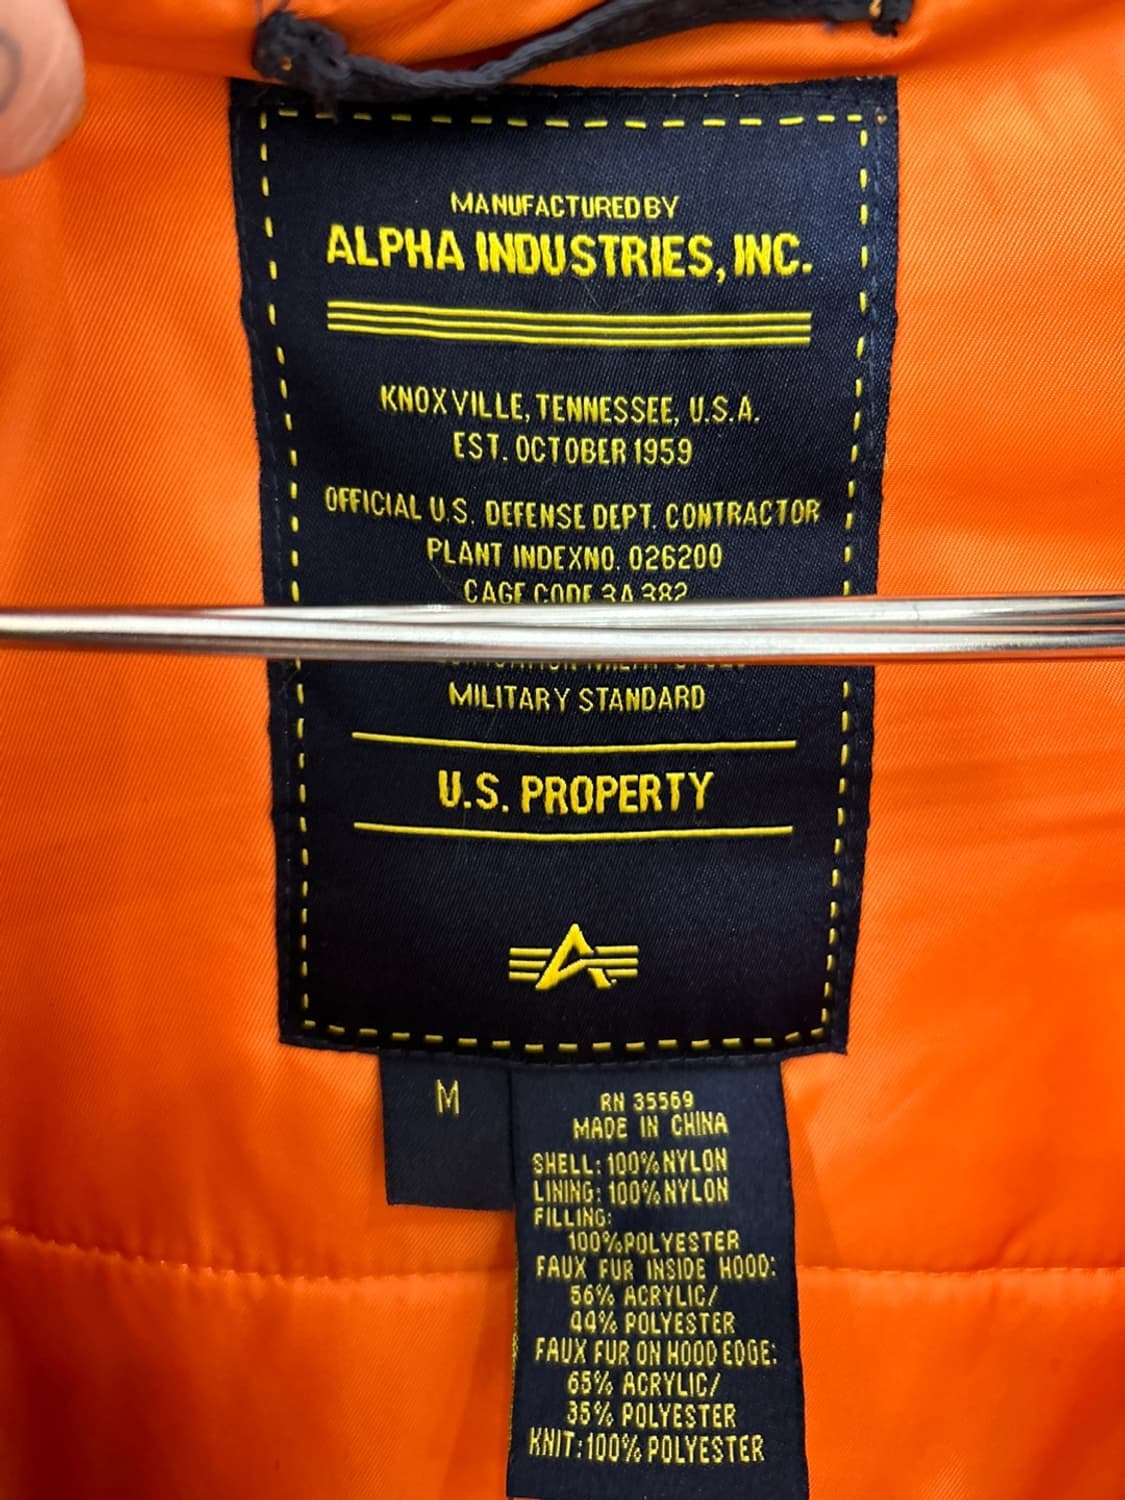 MANUFACTURED BY
ALPHA INDUSTRIES, INC.
KNOXVILLE, TENNESSEE, U.S.A.
EST. OCTOBER 1959
OFFICIAL U.S. DEFENSE DEPT. CONTRACTOR
PLANT INDEX NO. 026200
CAGE CODE 3A382
MILITARY STANDARD
U.S. PROPERTY
M
RN 35569
MADE IN CHINA
SHELL: 100% NYLON
LINING: 100% NYLON
FILLING:
100% POLYESTER
FAUX FUR INSIDE HOOD:
56% ACRYLIC/
44% POLYESTER
FAUX FUR ON HOOD EDGE:
65% ACRYLIC/
35% POLYESTER
KNIT: 100% POLYESTER